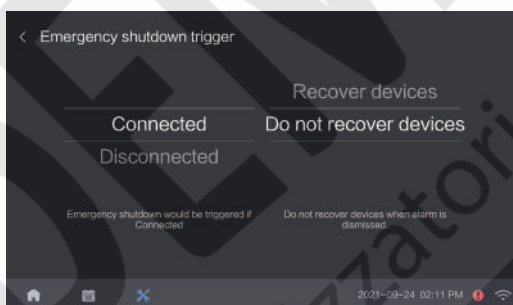 < Emergency shutdown trigger
Recover devices
Connected
Do not recover devices
Disconnected
Emergency shutdown would be triggered if
Connected
Do not recover devices when alarm is
dismissed.
2021-09-24 02:11 PM